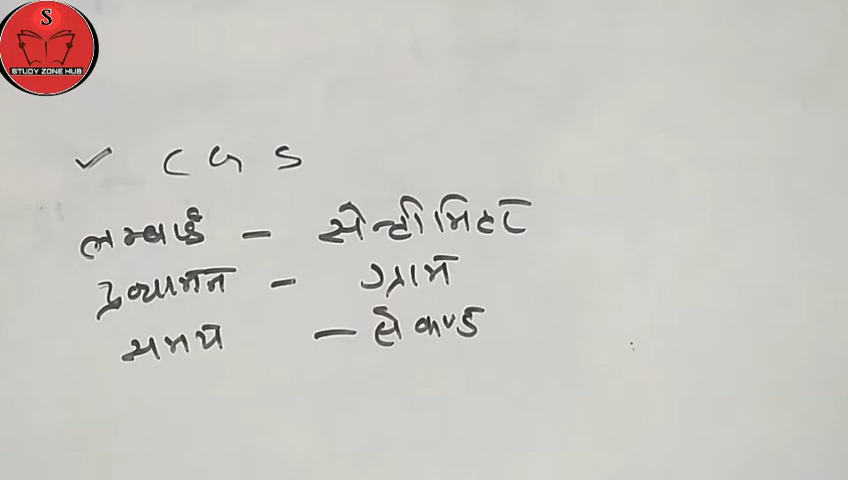 S
STUDY ZONE HUB
✓ CGS
लम्बाई - सेन्टीमिटर
द्रव्यमान - ग्राम
समय - सेकण्ड